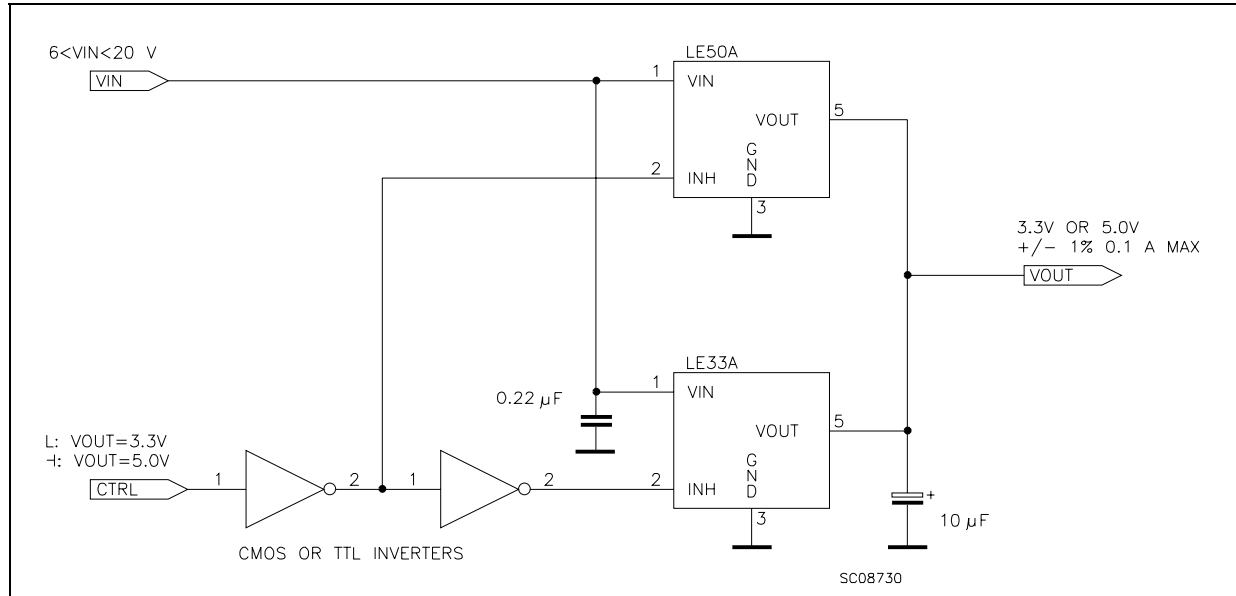 6<VIN<20 V
VIN
LE50A
1
VIN
VOUT
5
GND
2
INH
3
3.3V OR 5.0V
+/- 1% 0.1 A MAX
VOUT
LE33A
1
VIN
0.22 µF
VOUT
5
GND
L: VOUT=3.3V
H: VOUT=5.0V
CTRL
1
2
1
2
2
INH
3
+
10 µF
CMOS OR TTL INVERTERS
SC08730